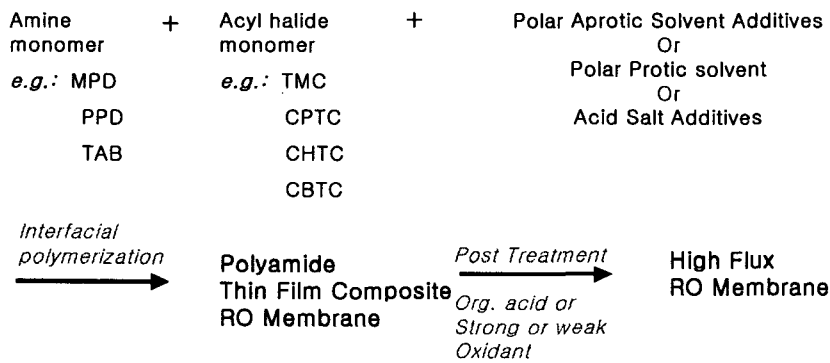 Amine + Acyl halide + Polar Aprotic Solvent Additives
monomer monomer Or
e.g.: MPD e.g.: TMC Polar Protic solvent
Or
PPD CPTC Acid Salt Additives
TAB CHTC
CBTC
Interfacial
polymerization
Polyamide
Thin Film Composite
RO Membrane
Post Treatment
Org. acid or
Strong or weak
Oxidant
High Flux
RO Membrane